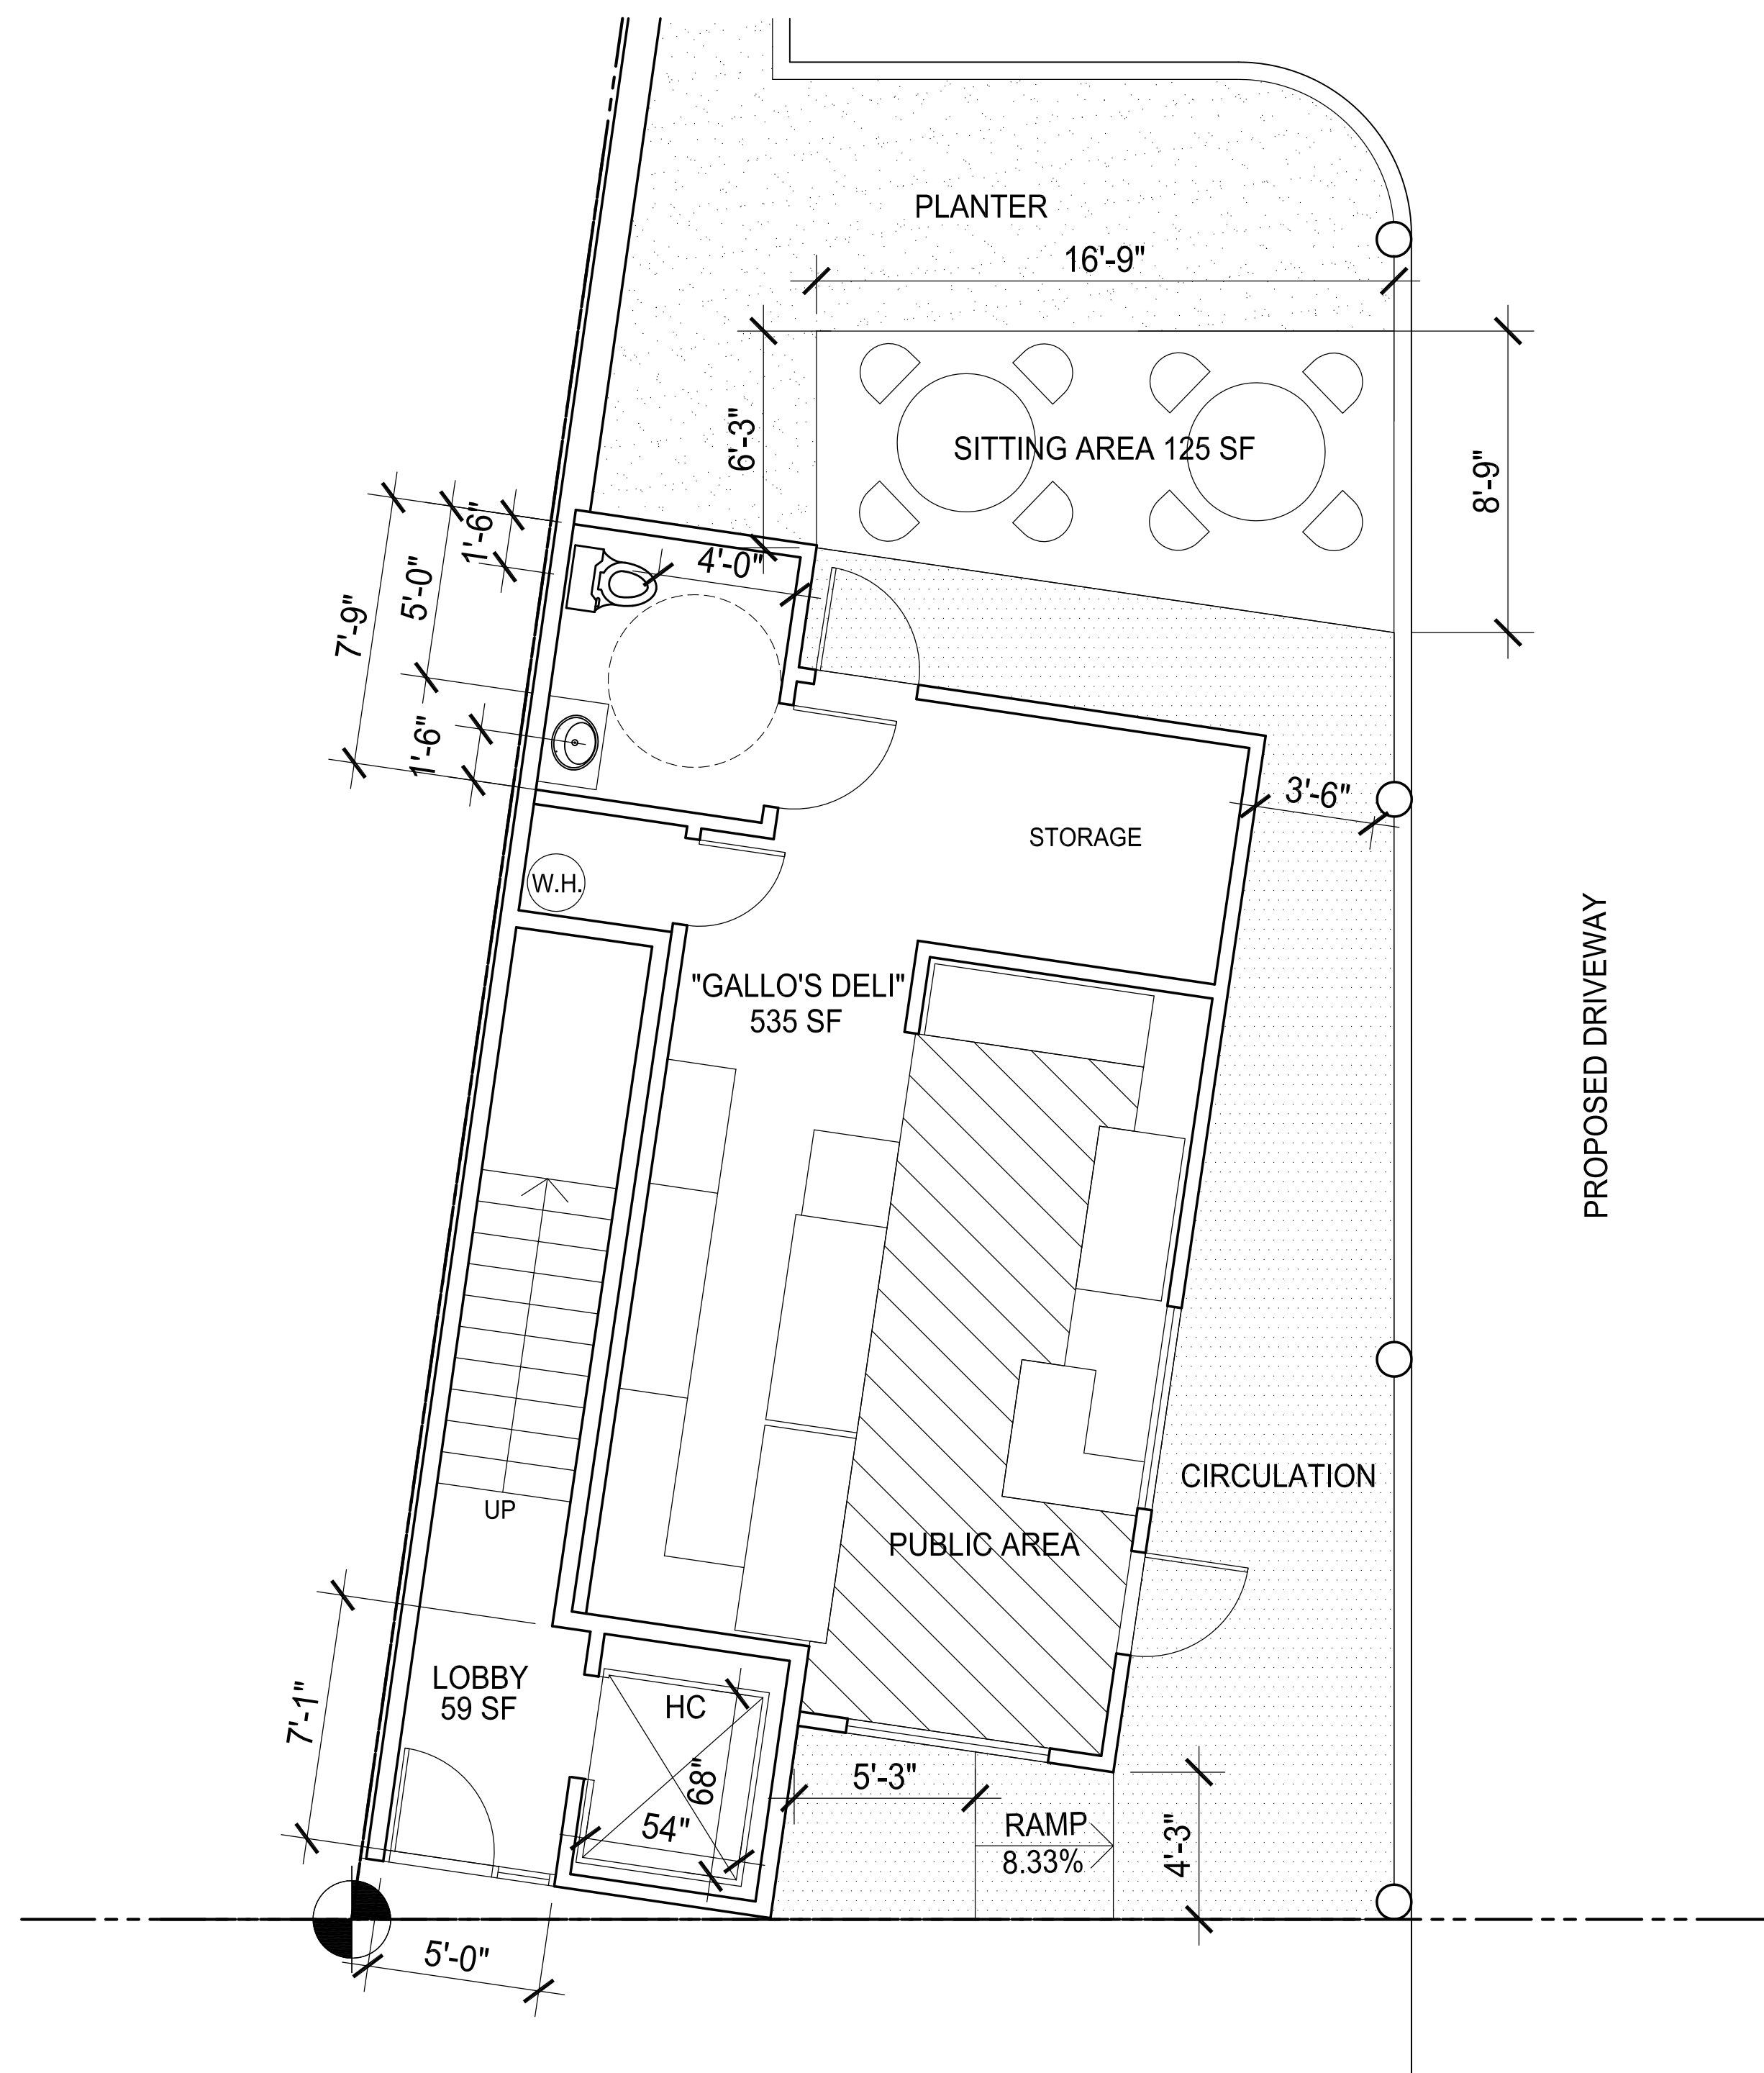 PLANTER
16'-9"
6'-3"
SITTING AREA 125 SF
8'-9"
1'-6"
4'-0"
5'-0"
7'-9"
1'-6"
3'-6"
STORAGE
W.H.
"GALLO'S DELI"
535 SF
PROPOSED DRIVEWAY
CIRCULATION
UP
PUBLIC AREA
LOBBY
59 SF
HC
7'-1"
68"
54"
5'-3"
RAMP
8.33%
4'-3"
5'-0"